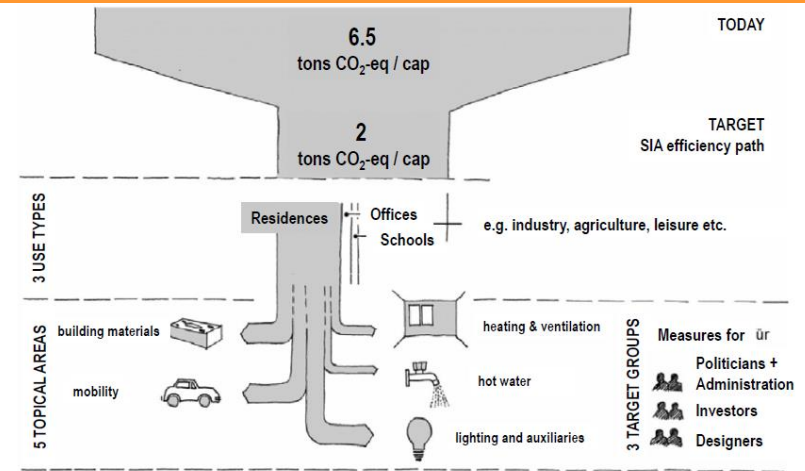 TODAY
6.5
tons CO₂-eq / cap
2
tons CO₂-eq / cap
TARGET
SIA efficiency path
3 USE TYPES
Residences
Offices
Schools
e.g. industry, agriculture, leisure etc.
5 TOPICAL AREAS
building materials
mobility
heating & ventilation
hot water
lighting and auxiliaries
3 TARGET GROUPS
Measures for ür
Politicians +
Administration
Investors
Designers